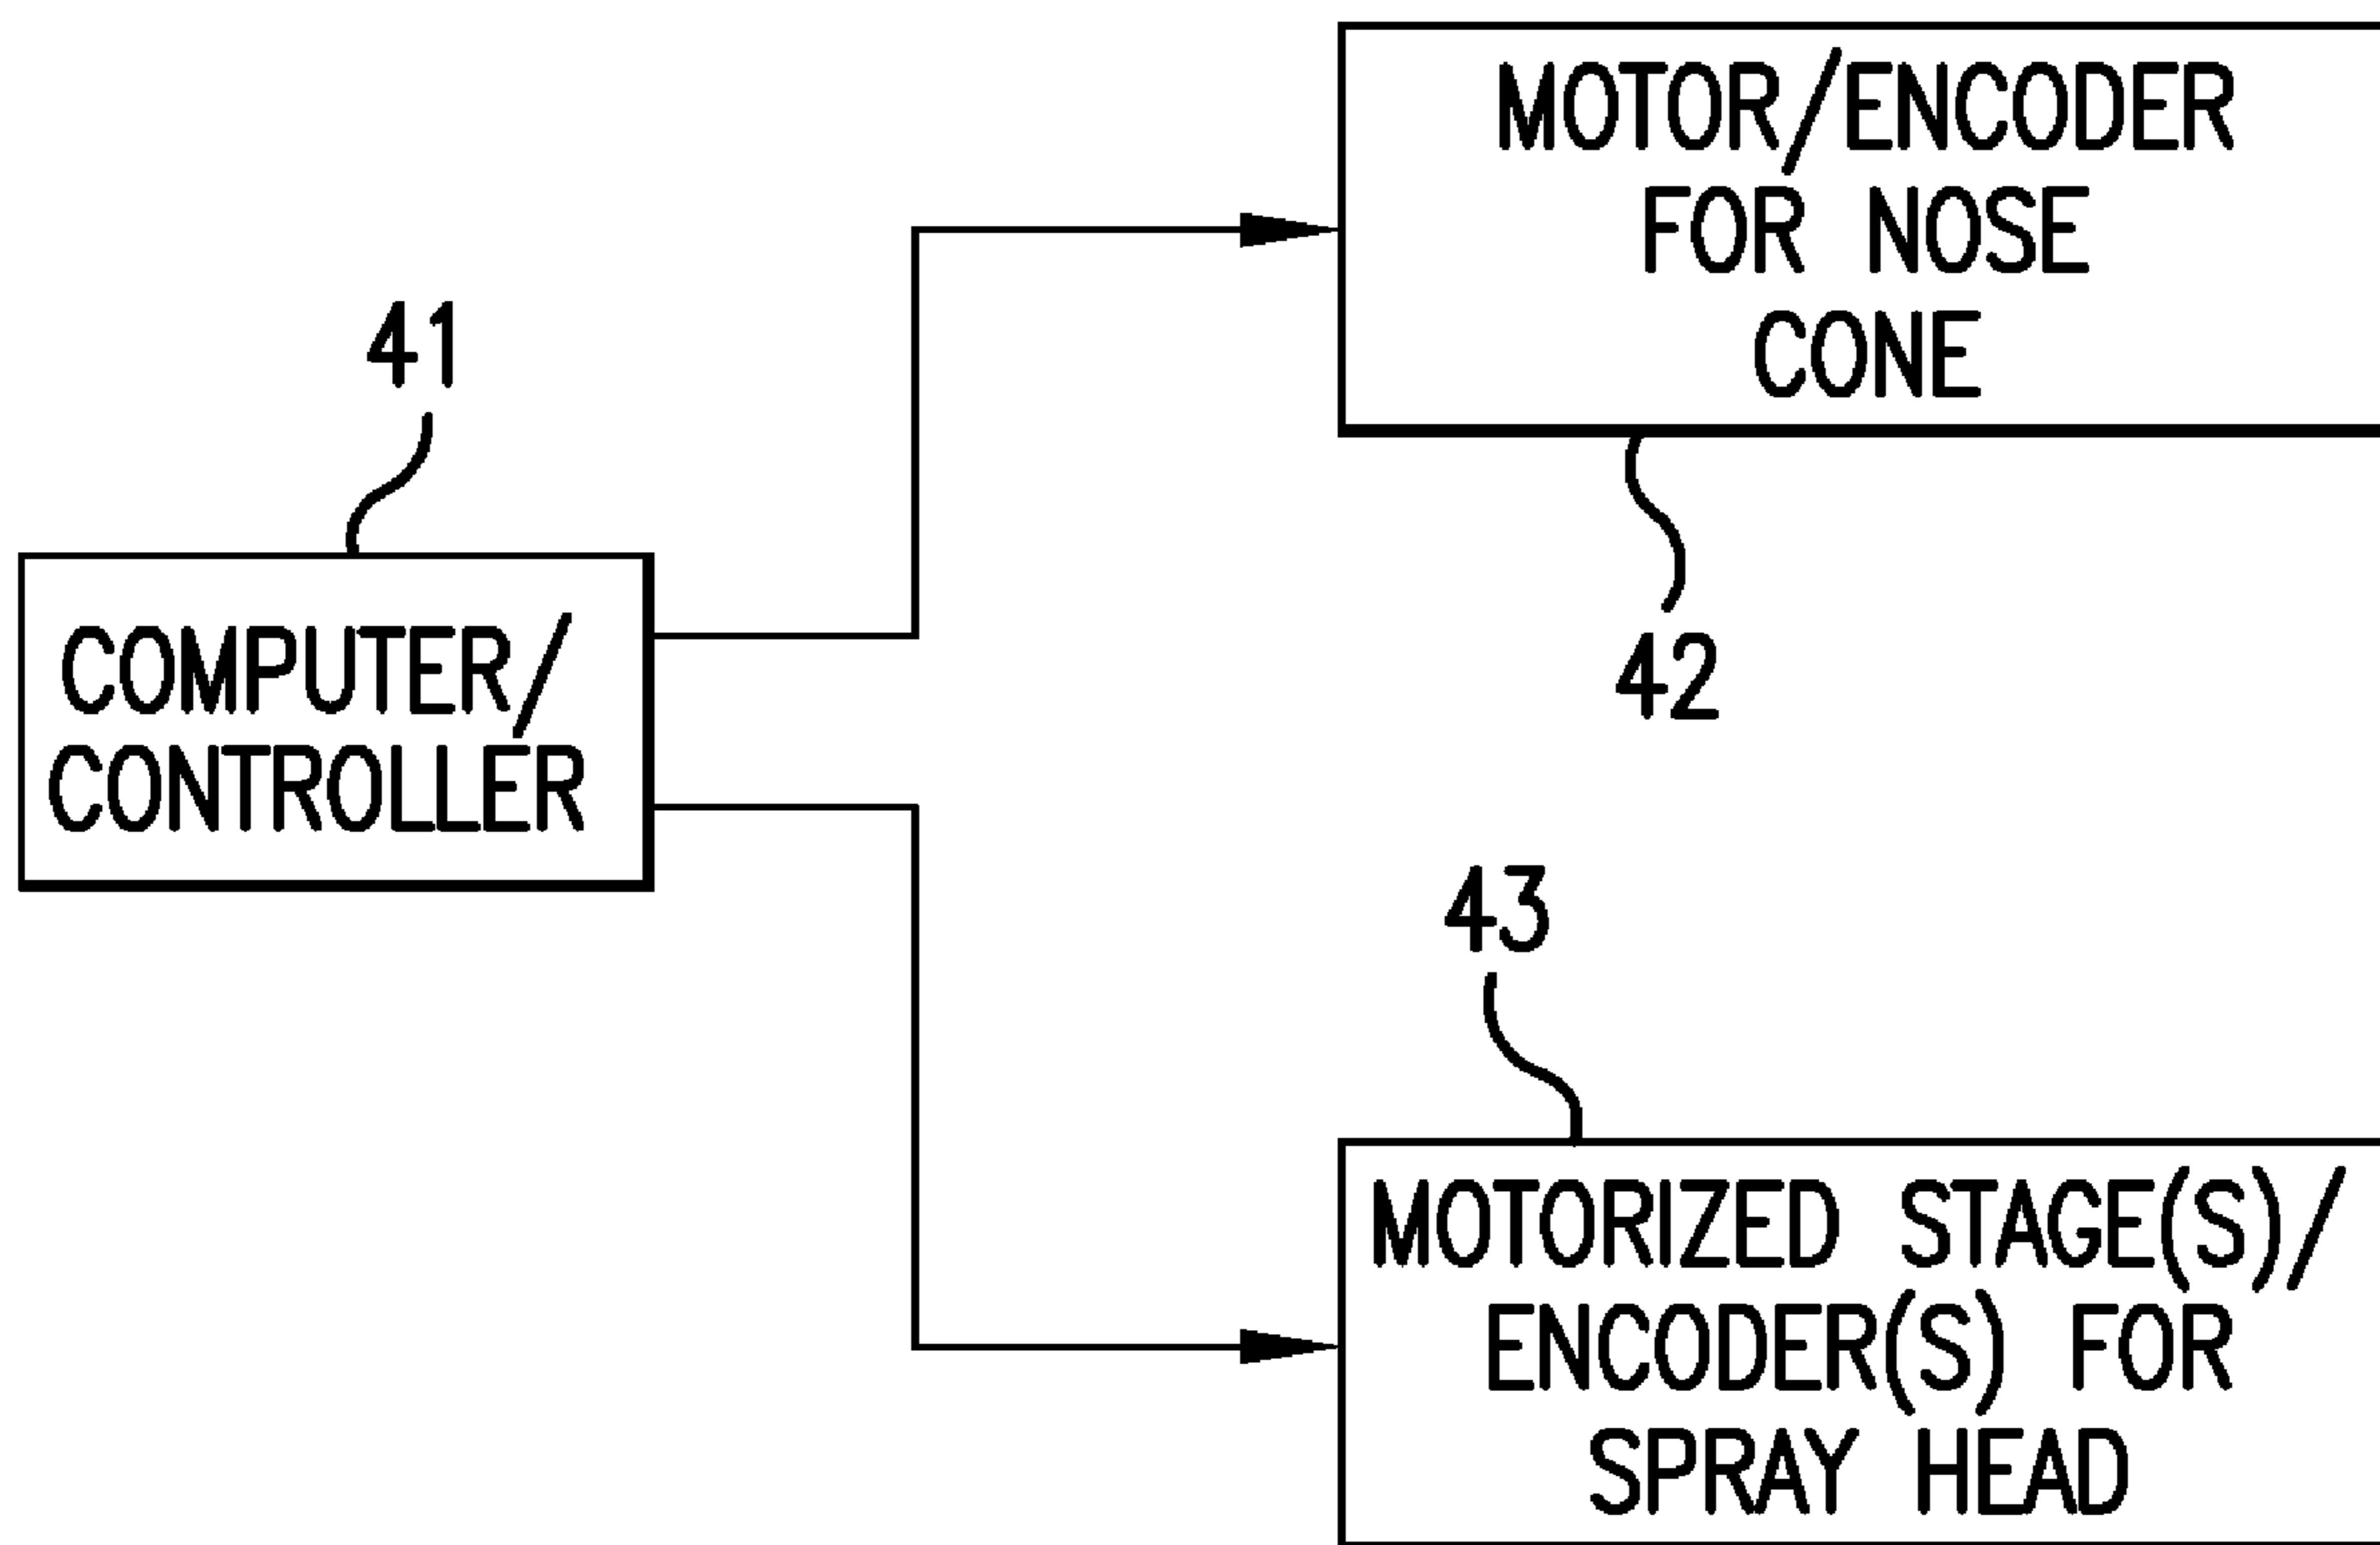 41
COMPUTER/
CONTROLLER
MOTOR/ENCODER
FOR NOSE
CONE
42
43
MOTORIZED STAGE(S)/
ENCODER(S) FOR
SPRAY HEAD